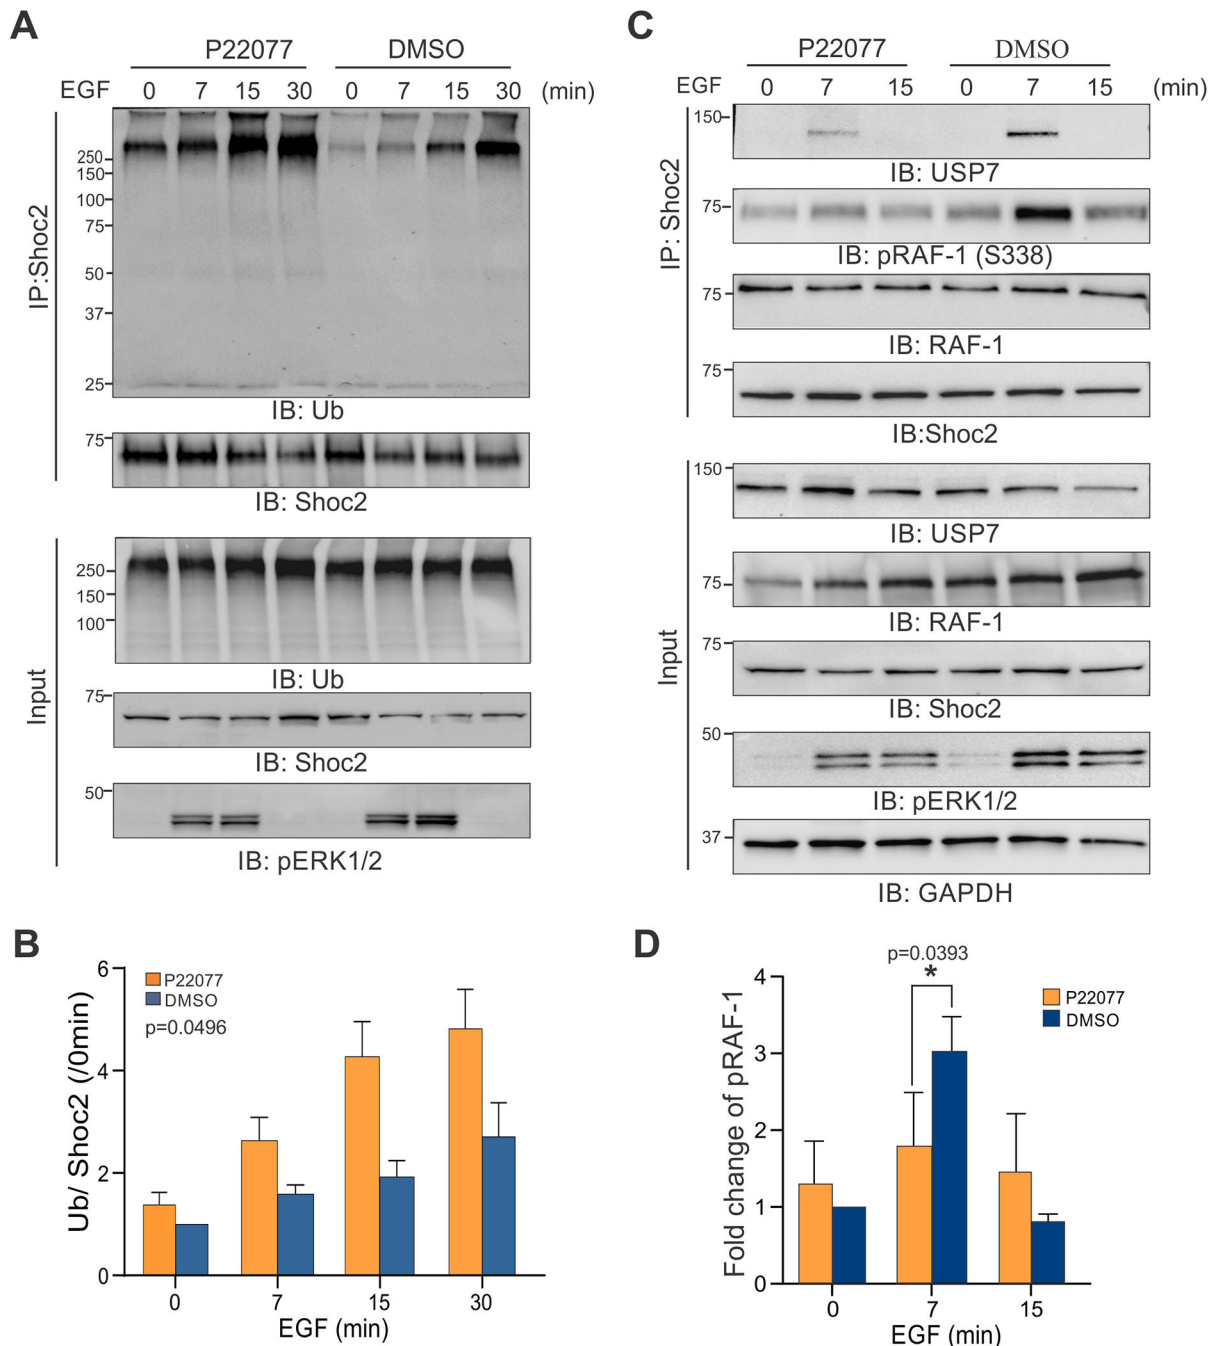 A
P22077 DMSO
EGF 0 7 15 30 0 7 15 30 (min)
IP:Shoc2
250
150
100
75
50
37
25
IB: Ub
75
IB: Shoc2
Input
250
150
100
IB: Ub
75
IB: Shoc2
50
IB: pERK1/2
C
P22077 DMSO
EGF 0 7 15 0 7 15 (min)
IP: Shoc2
150
IB: USP7
75
IB: pRAF-1 (S338)
75
IB: RAF-1
75
IB:Shoc2
Input
150
IB: USP7
75
IB: RAF-1
75
IB: Shoc2
50
IB: pERK1/2
37
IB: GAPDH
B
Ub/ Shoc2 (/0min)
6
4
2
0
P22077
DMSO
p=0.0496
0 7 15 30
EGF (min)
D
p=0.0393
*
Fold change of pRAF-1
4
3
2
1
0
P22077
DMSO
0 7 15
EGF (min)